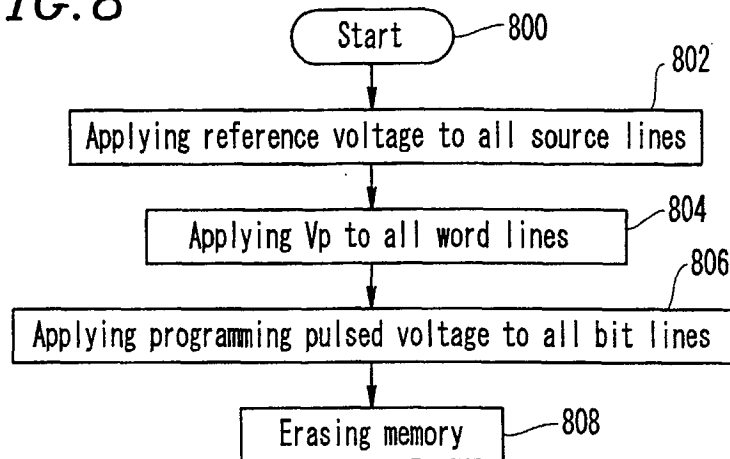 IG. 8
Start
800
802
Applying reference voltage to all source lines
804
Applying Vp to all word lines
806
Applying programming pulsed voltage to all bit lines
808
Erasing memory